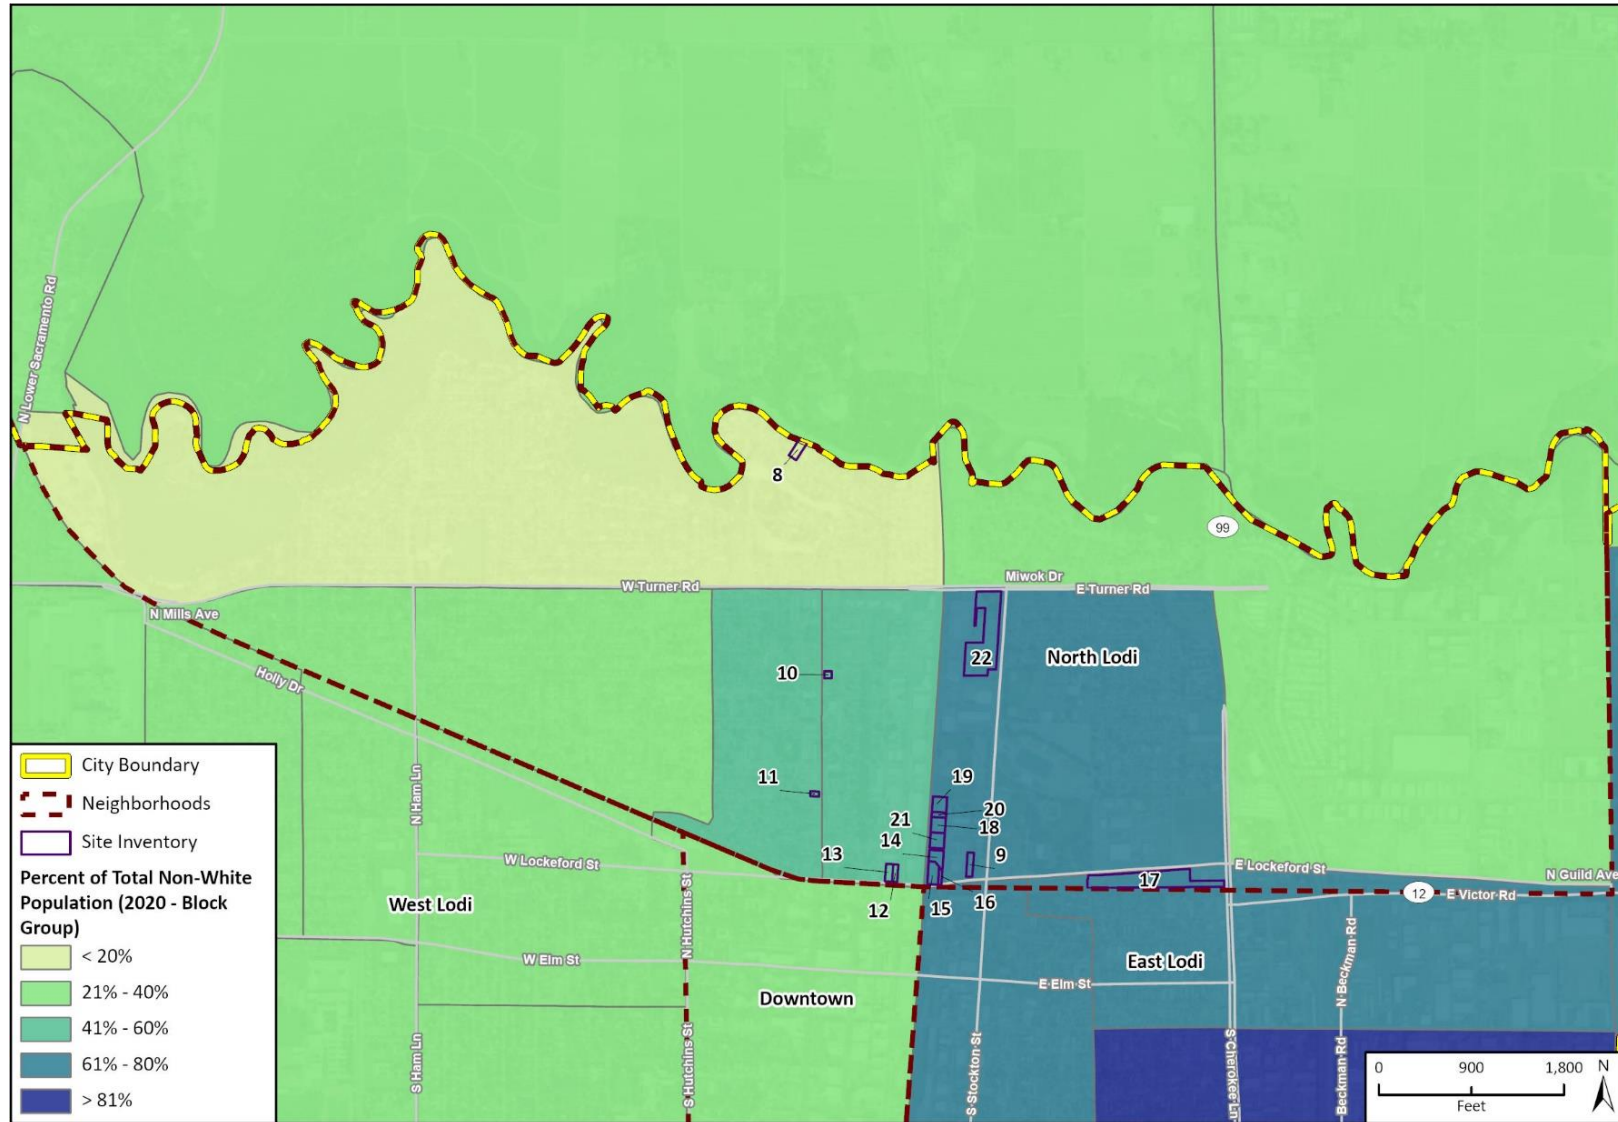 N Lower Sacramento Rd
8
99
W Turner Rd
Miwok Dr
E Turner Rd
N Mills Ave
Holly Dr
10
22
North Lodi
11
19
20
21
18
14
13
9
N Ham Ln
W Lockeford St
E Lockeford St
17
N Guild Ave
12
E Victor Rd
12
15
16
West Lodi
N Hutchins St
W Elm St
East Lodi
E Elm St
N Beckman Rd
Downtown
S Ham Ln
S Hutchins St
S Stockton St
S Cherokee Ln
Beckman Rd
City Boundary
Neighborhoods
Site Inventory
Percent of Total Non-White
Population (2020 - Block
Group)
< 20%
21% - 40%
41% - 60%
61% - 80%
> 81%
0 900 1,800
Feet
N